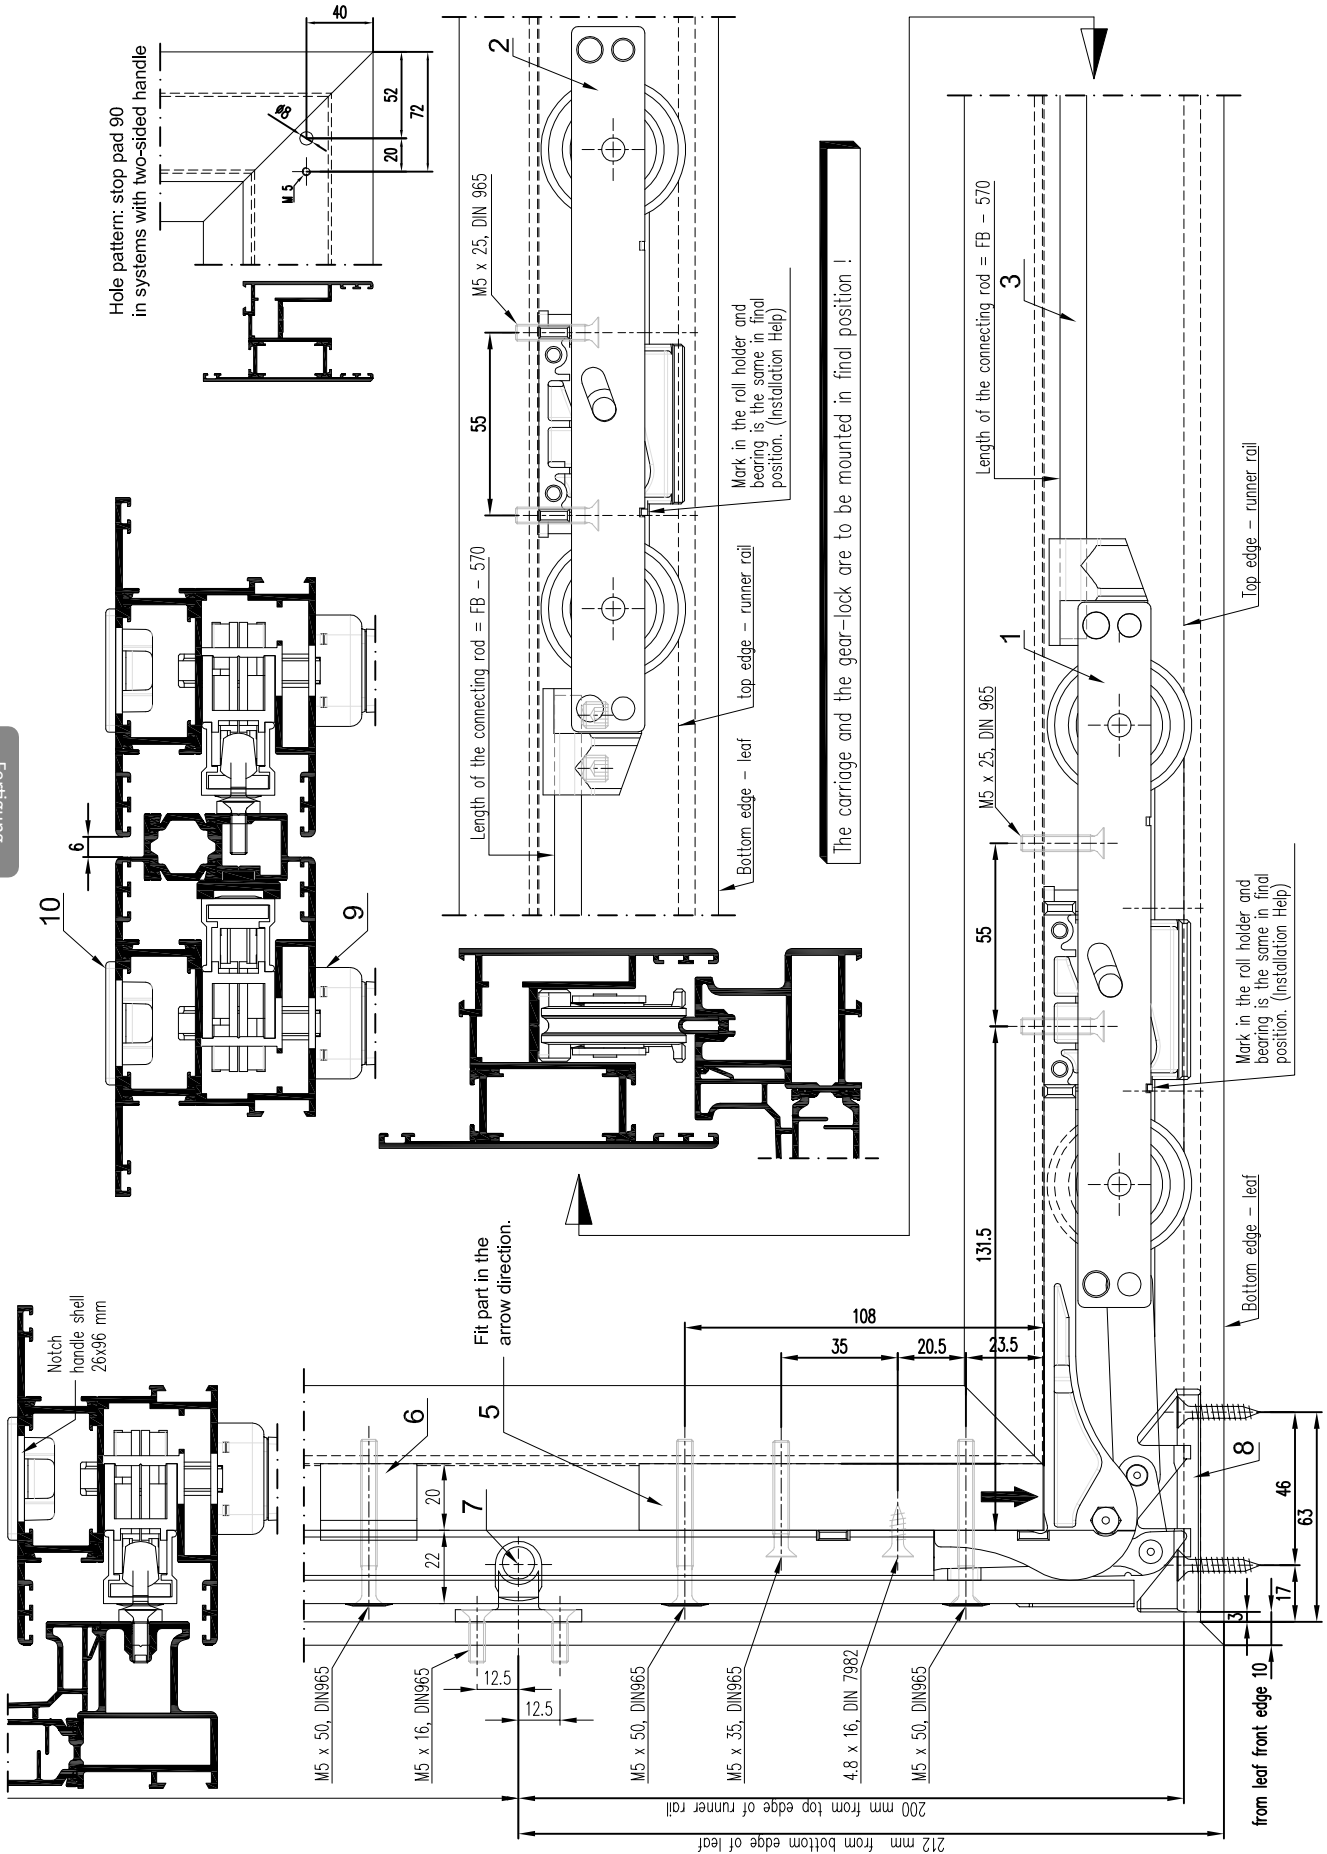 Hole pattern: stop pad 90
in systems with two-sided handle
40
52
72
20
ø8
M 5
2
M5 x 25, DIN 965
55
Mark in the roll holder and
bearing is the same in final
position. (Installation Help)
Length of the connecting rod = FB - 570
top edge - runner rail
Bottom edge - leaf
The carriage and the gear-lock are to be mounted in final position !
Length of the connecting rod = FB - 570
3
Top edge - runner rail
1
M5 x 25, DIN 965
55
Mark in the roll holder and
bearing is the same in final
position. (Installation Help)
131.5
Bottom edge - leaf
6
10
9
Notch
handle shell
26x96 mm
Fit part in the
arrow direction.
108
35
20.5
23.5
6
5
7
20
22
8
46
63
17
3
from leaf front edge 10
12.5
12.5
M5 x 50, DIN965
M5 x 16, DIN965
M5 x 50, DIN965
M5 x 35, DIN965
4.8 x 16, DIN 7982
M5 x 50, DIN965
200 mm from top edge of runner rail
212 mm from bottom edge of leaf